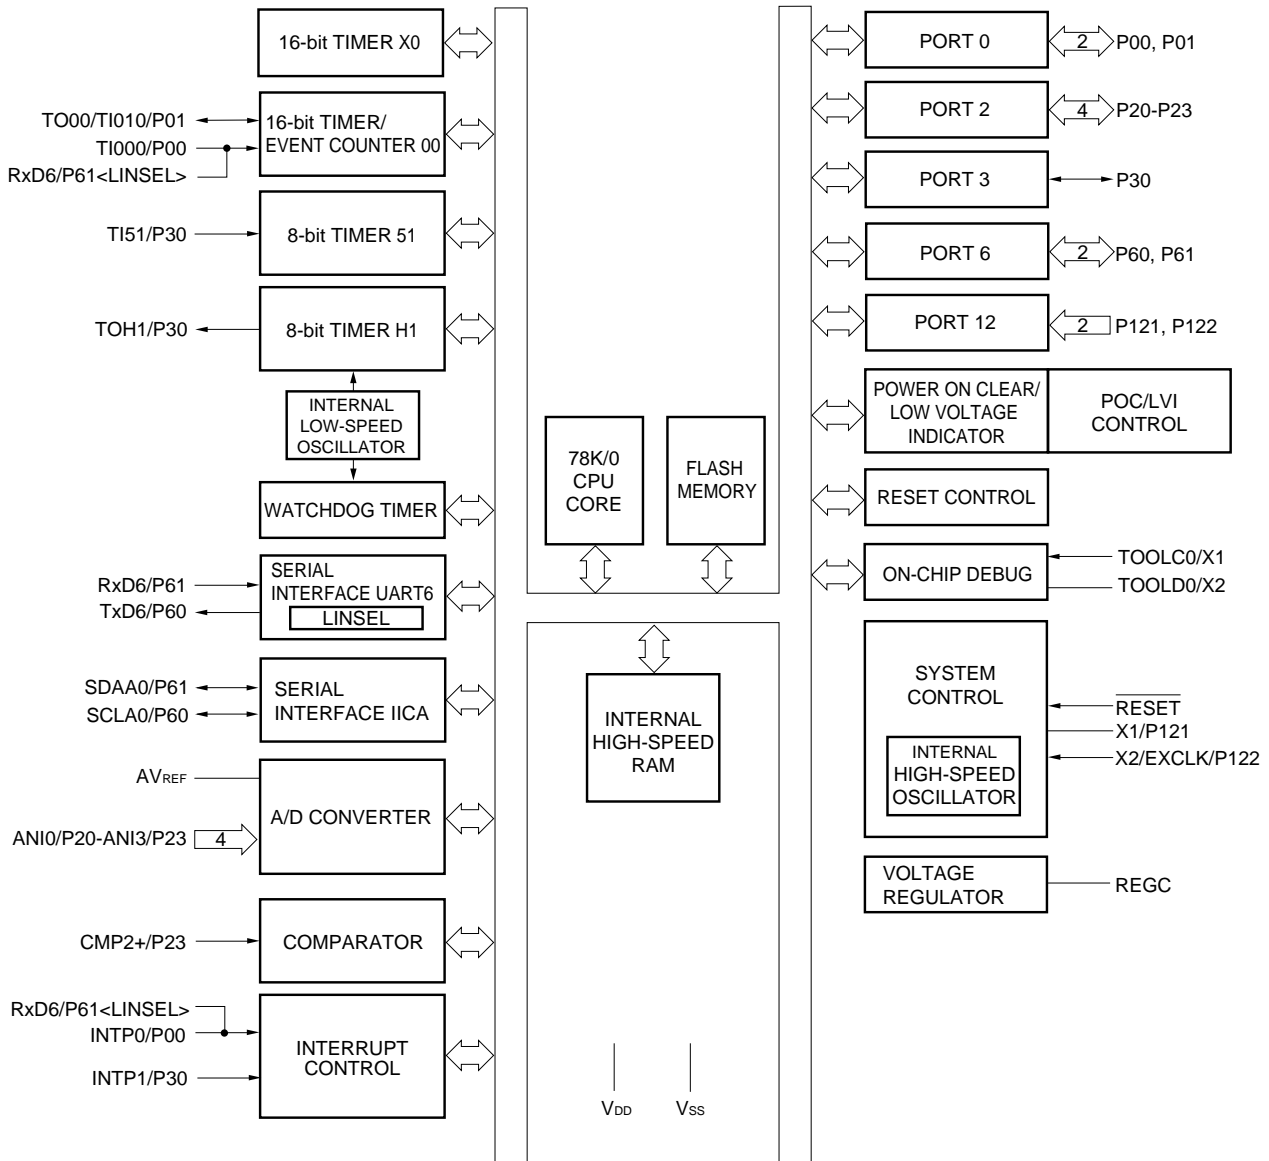 16-bit TIMER X0
TO00/TI010/P01
TI000/P00
RxD6/P61<LINSEL>
16-bit TIMER/
EVENT COUNTER 00
TI51/P30
8-bit TIMER 51
TOH1/P30
8-bit TIMER H1
INTERNAL
LOW-SPEED
OSCILLATOR
WATCHDOG TIMER
RxD6/P61
TxD6/P60
SERIAL
INTERFACE UART6
LINSEL
SDAA0/P61
SCLA0/P60
SERIAL
INTERFACE IICA
AVREF
ANI0/P20-ANI3/P23
4
A/D CONVERTER
CMP2+/P23
COMPARATOR
RxD6/P61<LINSEL>
INTP0/P00
INTP1/P30
INTERRUPT
CONTROL
78K/0
CPU
CORE
FLASH
MEMORY
INTERNAL
HIGH-SPEED
RAM
VDD
VSS
PORT 0
2
P00, P01
PORT 2
4
P20-P23
PORT 3
P30
PORT 6
2
P60, P61
PORT 12
2
P121, P122
POWER ON CLEAR/
LOW VOLTAGE
INDICATOR
POC/LVI
CONTROL
RESET CONTROL
ON-CHIP DEBUG
TOOLC0/X1
TOOLD0/X2
SYSTEM
CONTROL
INTERNAL
HIGH-SPEED
OSCILLATOR
RESET
X1/P121
X2/EXCLK/P122
VOLTAGE
REGULATOR
REGC